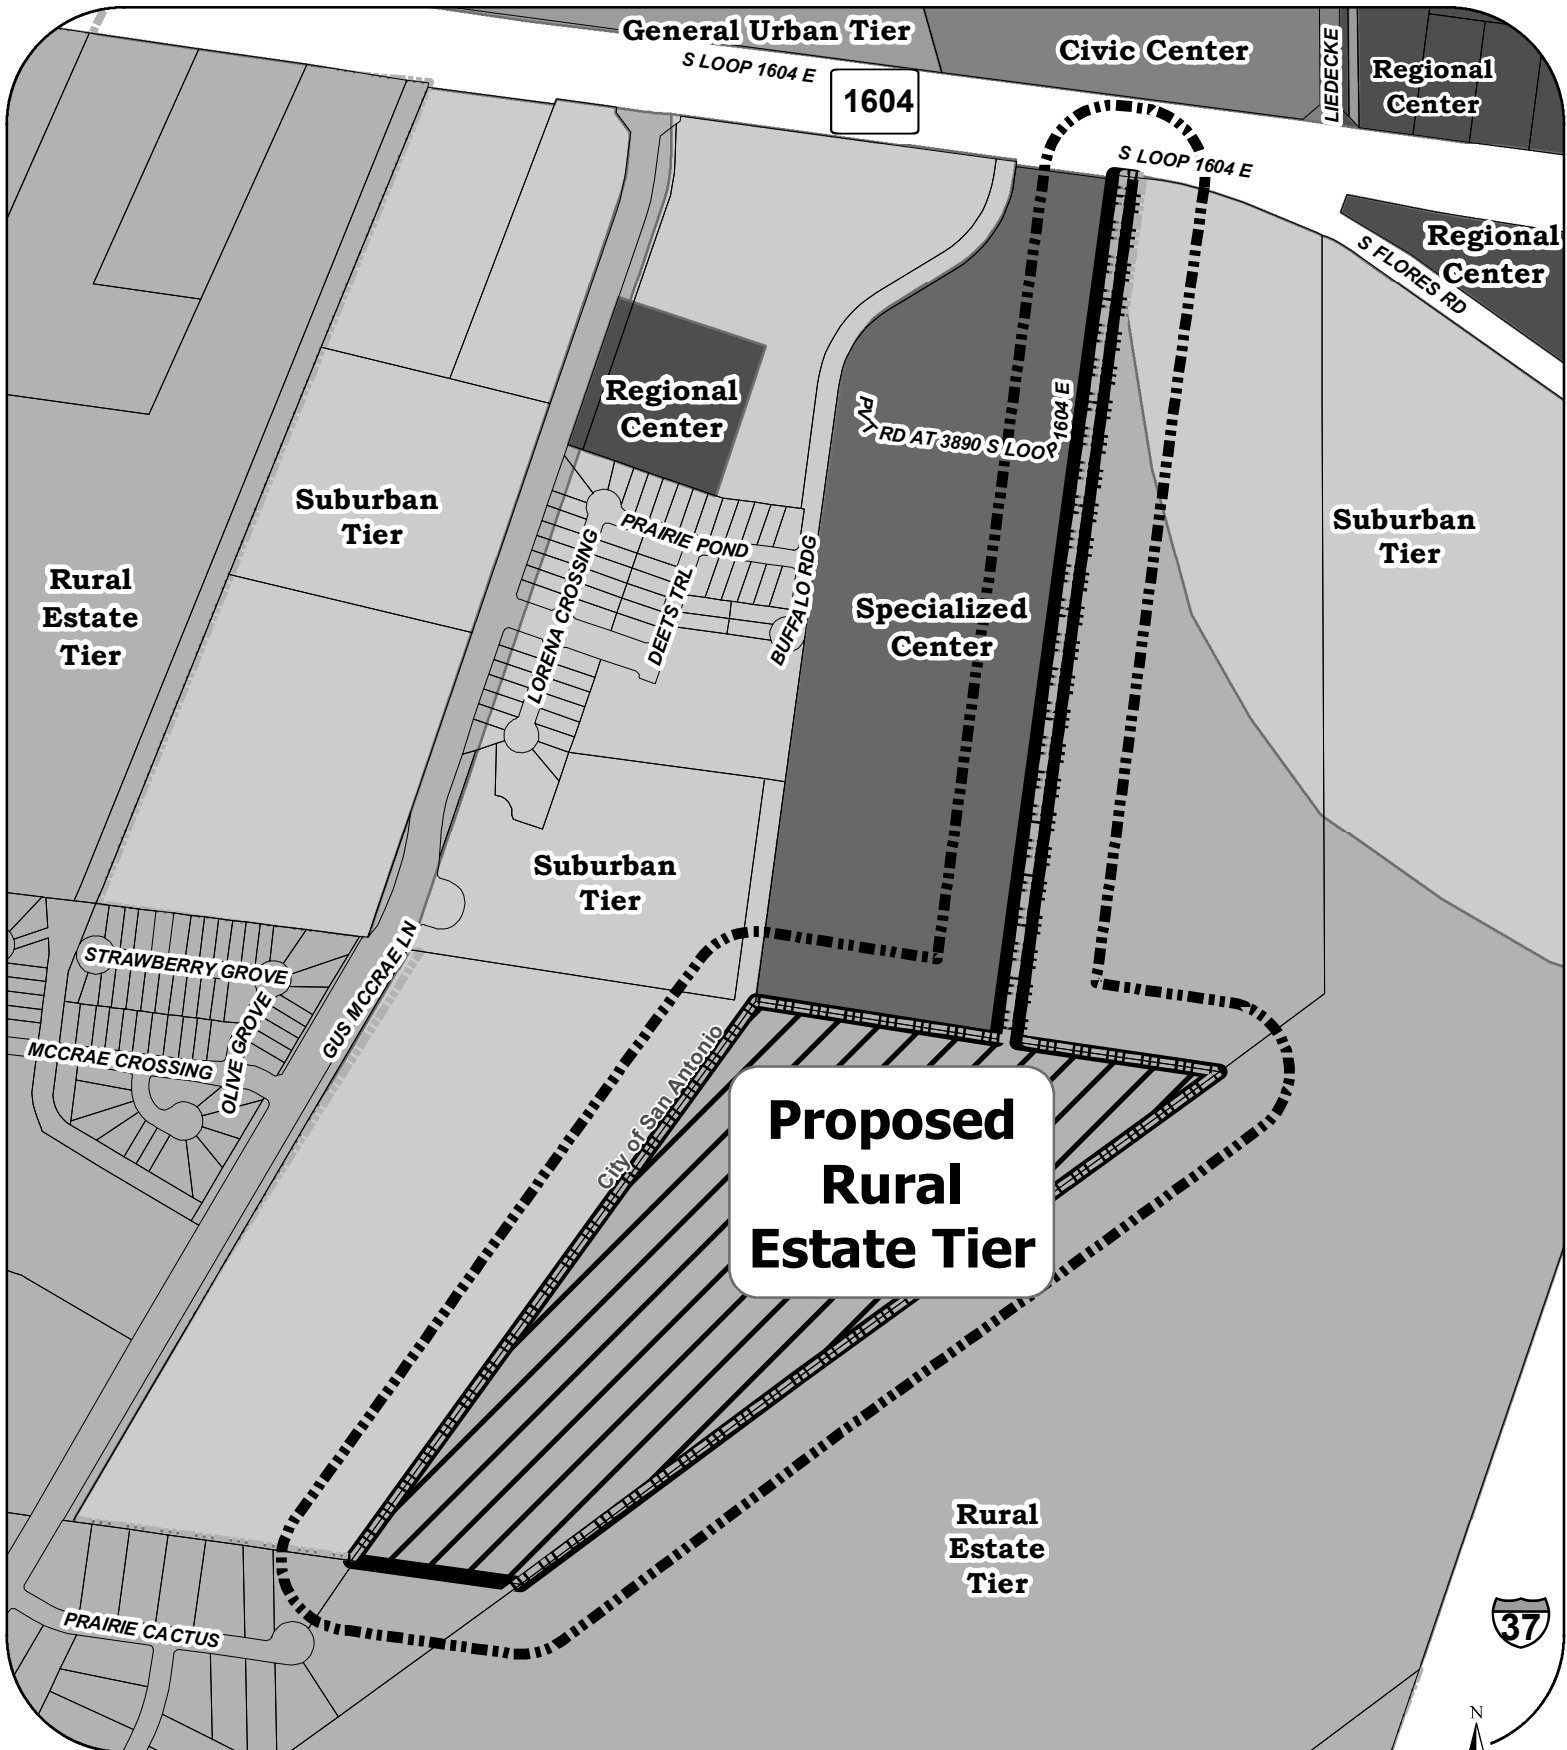 General Urban Tier
Civic Center
LIEDECKE
Regional
Center
S LOOP 1604 E
1604
S LOOP 1604 E
Regional
Center
S FLORES RD
Regional
Center
PVT RD AT 3890 S LOOP 1604 E
Suburban
Tier
Suburban
Tier
PRAIRIE POND
LORENA CROSSING
DEETS TRL
BUFFALO RDG
Rural
Estate
Tier
Specialized
Center
Suburban
Tier
STRAWBERRY GROVE
OLIVE GROVE
GUS MCCRAE LN
MCCRAE CROSSING
City of San Antonio
Proposed
Rural
Estate Tier
Rural
Estate
Tier
PRAIRIE CACTUS
37
N